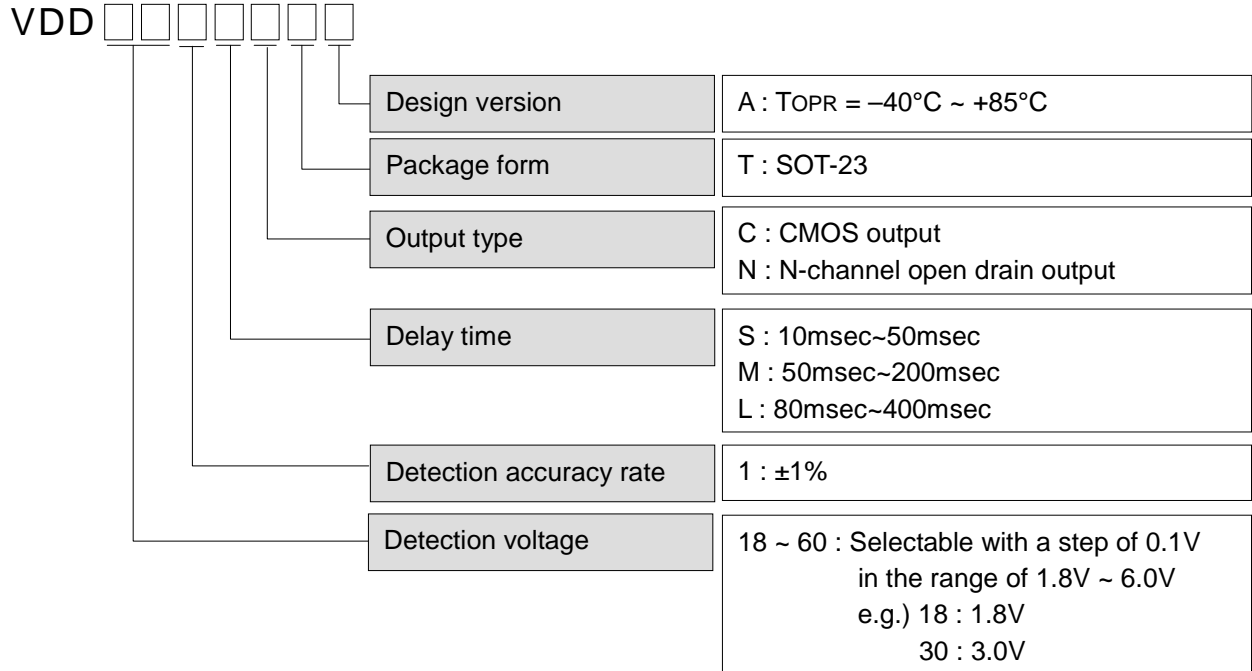 VDD
Design version
A : TOPR = –40°C ~ +85°C
Package form
T : SOT-23
Output type
C : CMOS output
N : N-channel open drain output
Delay time
S : 10msec~50msec
M : 50msec~200msec
L : 80msec~400msec
Detection accuracy rate
1 : ±1%
Detection voltage
18 ~ 60 : Selectable with a step of 0.1V
in the range of 1.8V ~ 6.0V
e.g.) 18 : 1.8V
30 : 3.0V